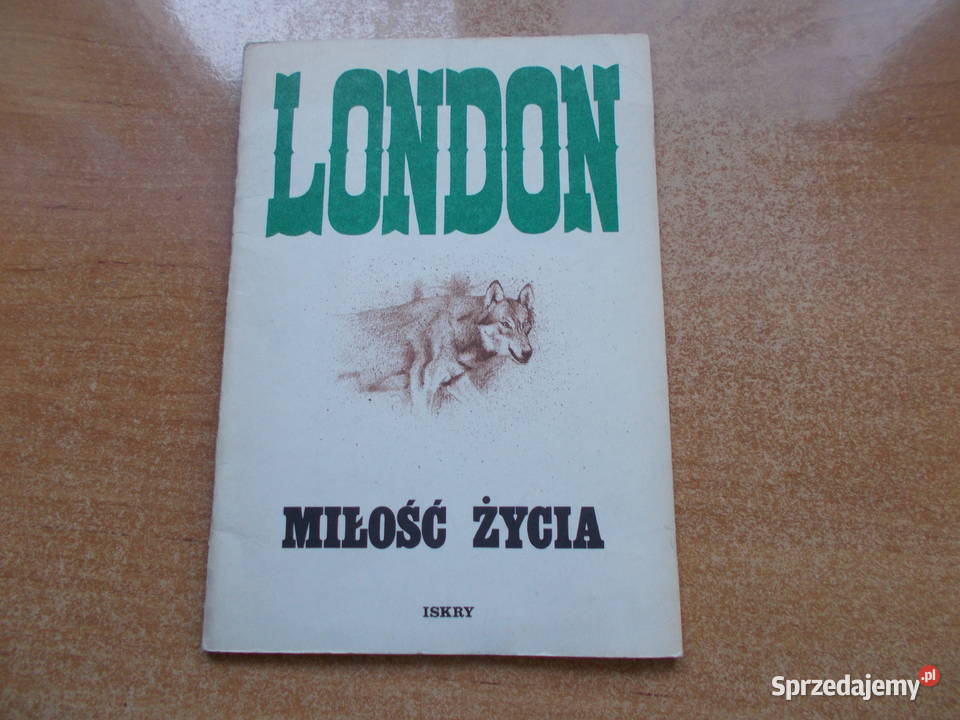 LONDON
MIŁOŚĆ ŻYCIA
ISKRY
Sprzedajemy.pl